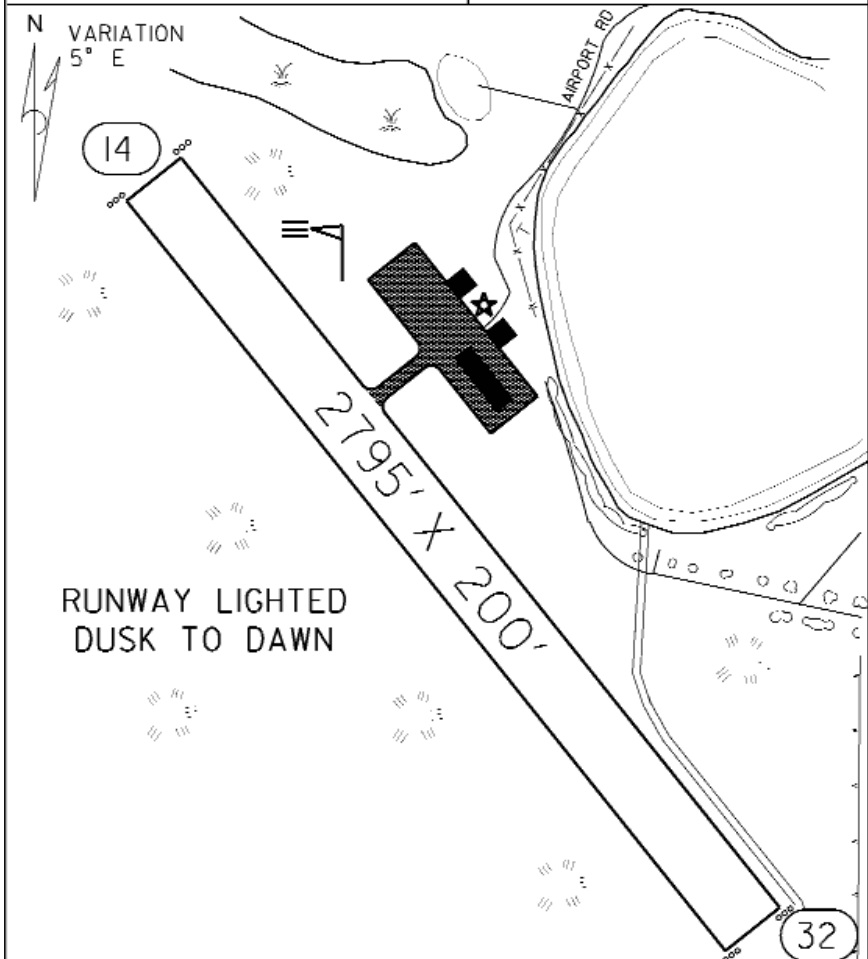 N
VARIATION
5° E
AIRPORT RD
14
2795' X 200'
RUNWAY LIGHTED
DUSK TO DAWN
32